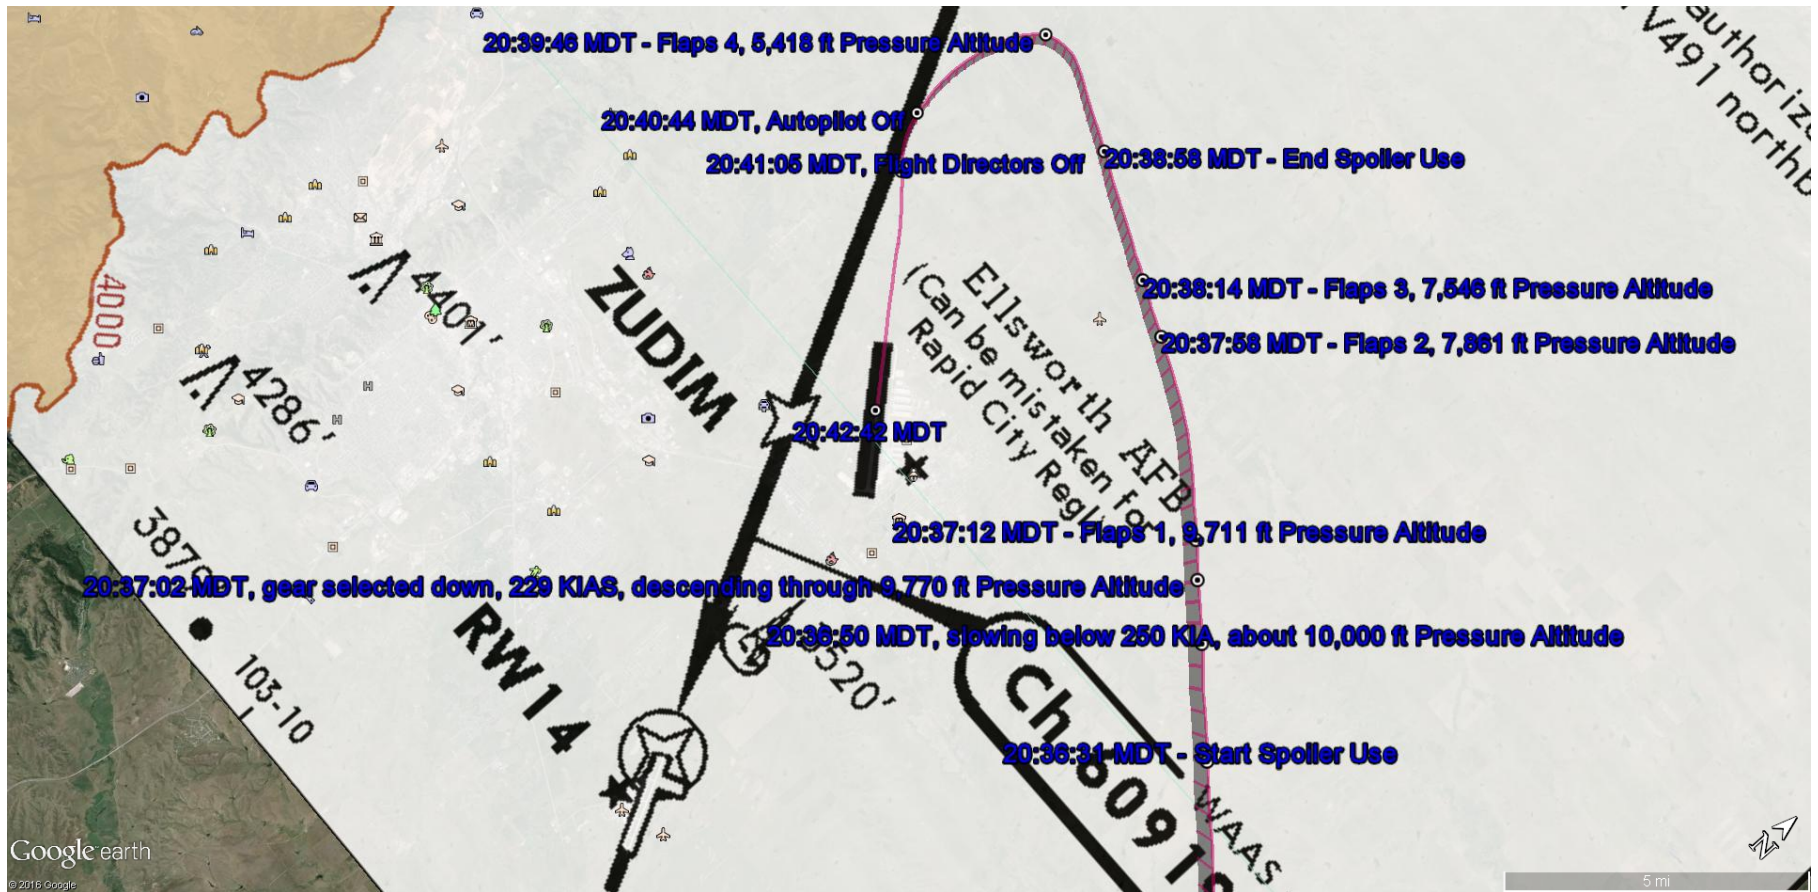 20:39:46 MDT - Flaps 4, 5,418 ft Pressure Altitude
authoriz
V491 northb
20:40:44 MDT, Autopilot Off
20:41:05 MDT, Flight Directors Off
20:38:58 MDT - End Spoiler Use
4000
4401'
20:38:14 MDT - Flaps 3, 7,546 ft Pressure Altitude
20:37:58 MDT - Flaps 2, 7,861 ft Pressure Altitude
ZUDIM
Ellsworth AFB
(Can be mistaken for
Rapid City Regl
4286'
20:42:42 MDT
20:37:12 MDT - Flaps 1, 9,711 ft Pressure Altitude
20:37:02 MDT, gear selected down, 229 KIAS, descending through 9,770 ft Pressure Altitude
20:36:50 MDT, slowing below 250 KIA, about 10,000 ft Pressure Altitude
RW14
3520'
103-10
20:36:31 MDT - Start Spoiler Use
WAAS
N
Google earth
5 mi
© 2016 Google